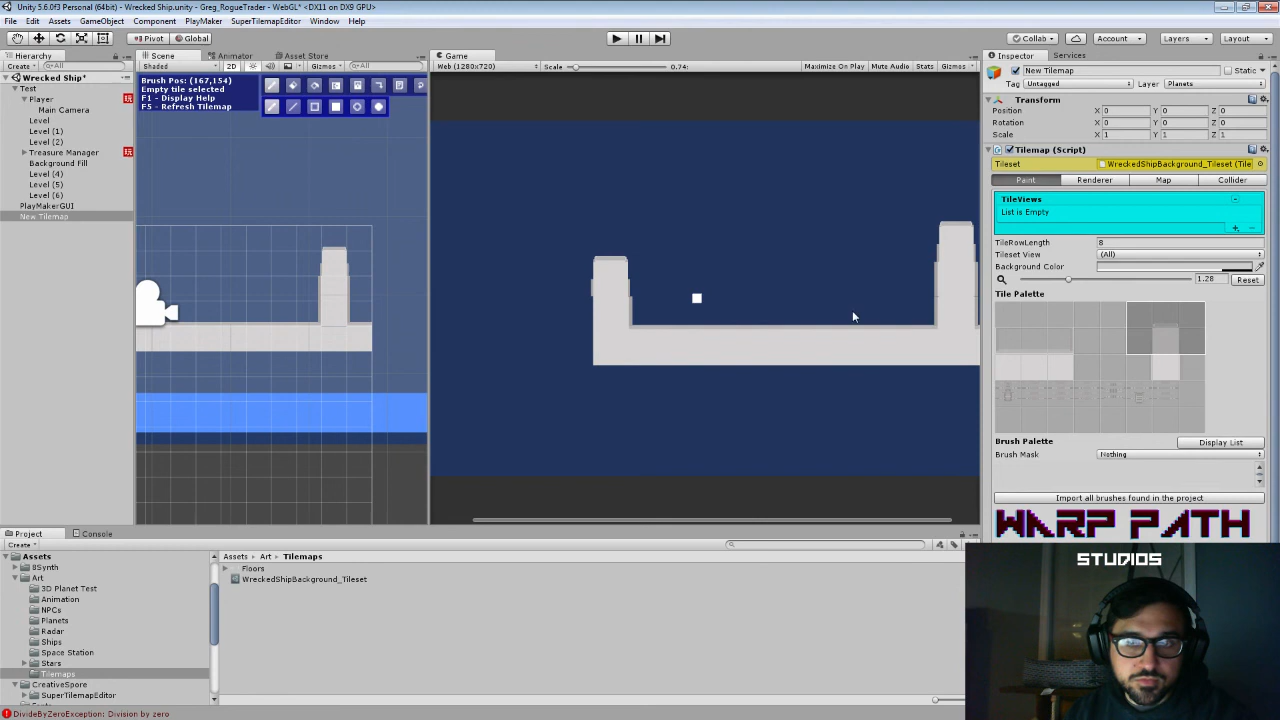 Unity 5.6.0f3 Personal (64bit) - Wrecked Ship.unity - Greg_RogueTrader - WebGL* <DX11 on DX9 GPU>
File Edit Assets GameObject Component PlayMaker SuperTilemapEditor Window Help
Pivot Global Collab Account Layers Layout
Hierarchy Scene Animator Asset Store Game Inspector Services
Create All Shaded 2D Gizmos All Web (1280x720) Scale 0.74: Maximize On Play Mute Audio Stats Gizmos
New Tilemap Static
Tag Untagged Layer Planets
Wrecked Ship*
Test
Player
Main Camera
Level
Level (1)
Level (2)
Treasure Manager
Background Fill
Level (4)
Level (5)
Level (6)
PlayMakerGUI
New Tilemap
Brush Pos: (167,154)
Empty tile selected
F1 - Display Help
F5 - Refresh Tilemap
Transform
Position X 0 Y 0 Z 0
Rotation X 0 Y 0 Z 0
Scale X 1 Y 1 Z 1
Tilemap (Script)
Tileset WreckedShipBackground_Tileset (Tile
Paint Renderer Map Collider
TileViews
List is Empty
TileRowLength 8
Tileset View (All)
Background Color
1.28 Reset
Tile Palette
Brush Palette Display List
Brush Mask Nothing
Import all brushes found in the project
WARP PATH
STUDIOS
Project Console
Create
Assets
8Synth
Art
3D Planet Test
Animation
NPCs
Planets
Radar
Ships
Space Station
Stars
Tilemaps
CreativeSpore
SuperTilemapEditor
Assets Art Tilemaps
Floors
WreckedShipBackground_Tileset
DivideByZeroException: Division by zero